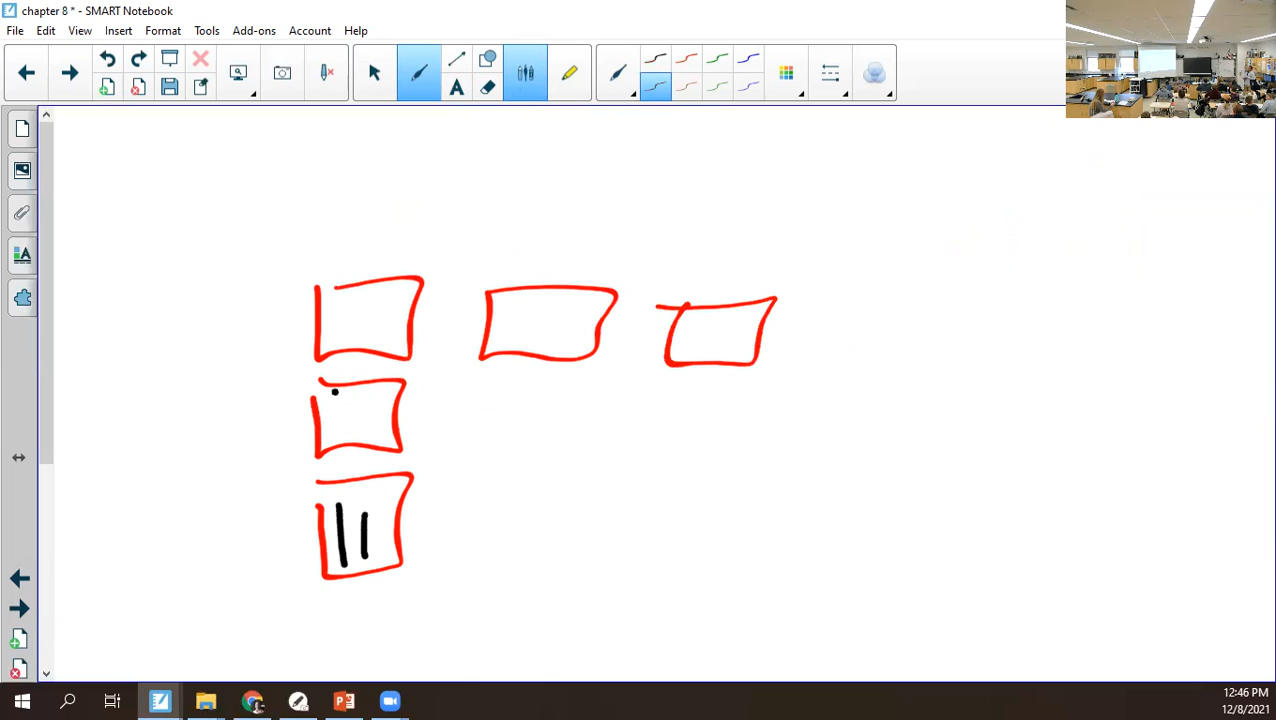 chapter 8 * - SMART Notebook
File Edit View Insert Format Tools Add-ons Account Help
12:46 PM
12/8/2021